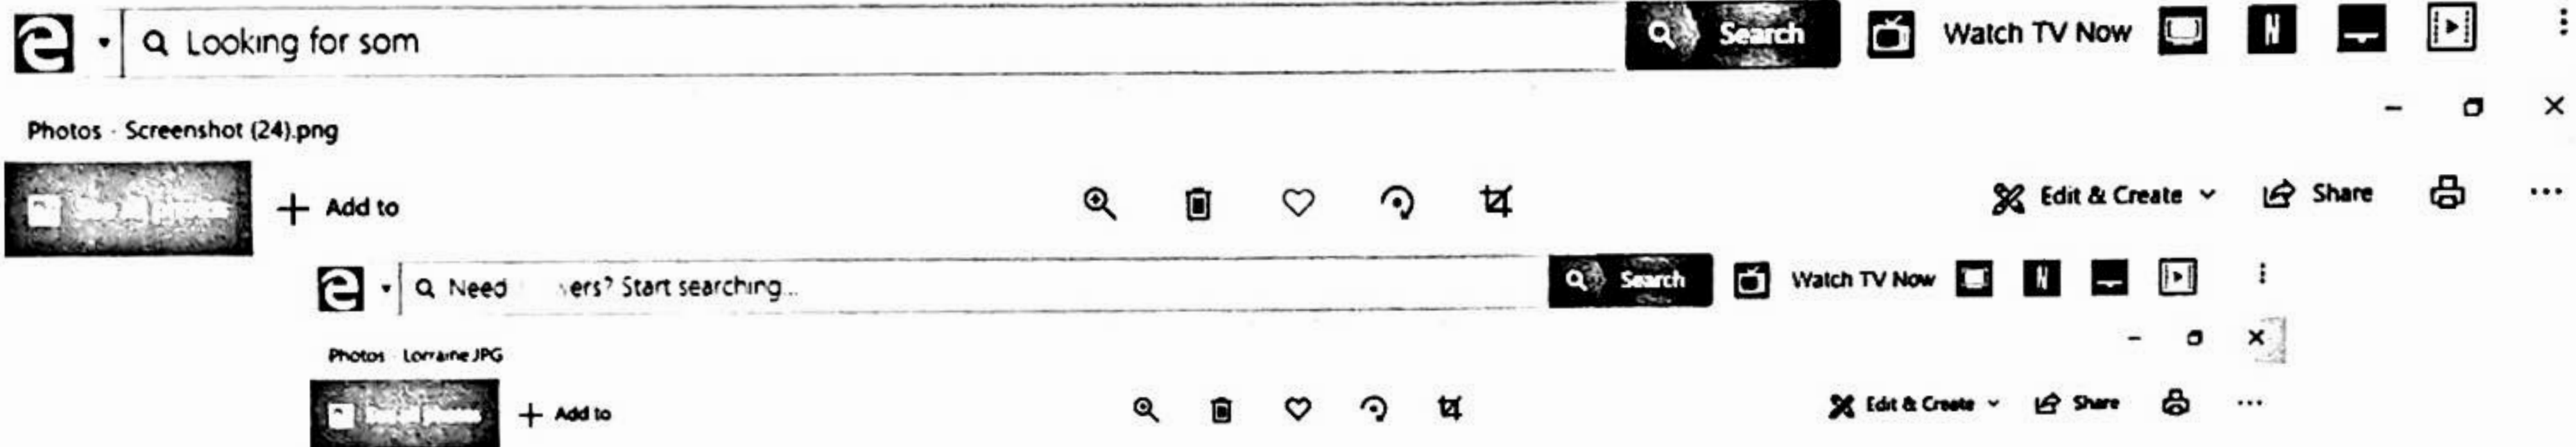 Looking for som Search Watch TV Now
Photos - Screenshot (24).png
+ Add to Edit & Create Share
Need ers? Start searching... Search Watch TV Now
Photos Lorraine.JPG
+ Add to Edit & Create Share